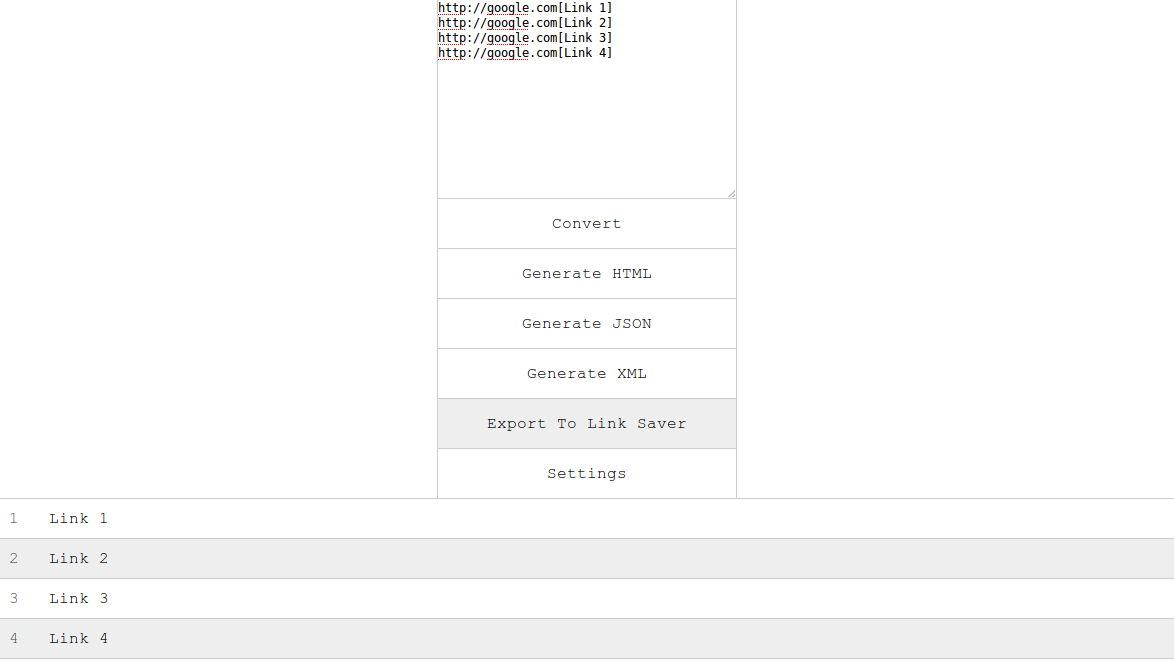 http://google.com[Link 1]
http://google.com[Link 2]
http://google.com[Link 3]
http://google.com[Link 4]
Convert
Generate HTML
Generate JSON
Generate XML
Export To Link Saver
Settings
1 Link 1
2 Link 2
3 Link 3
4 Link 4